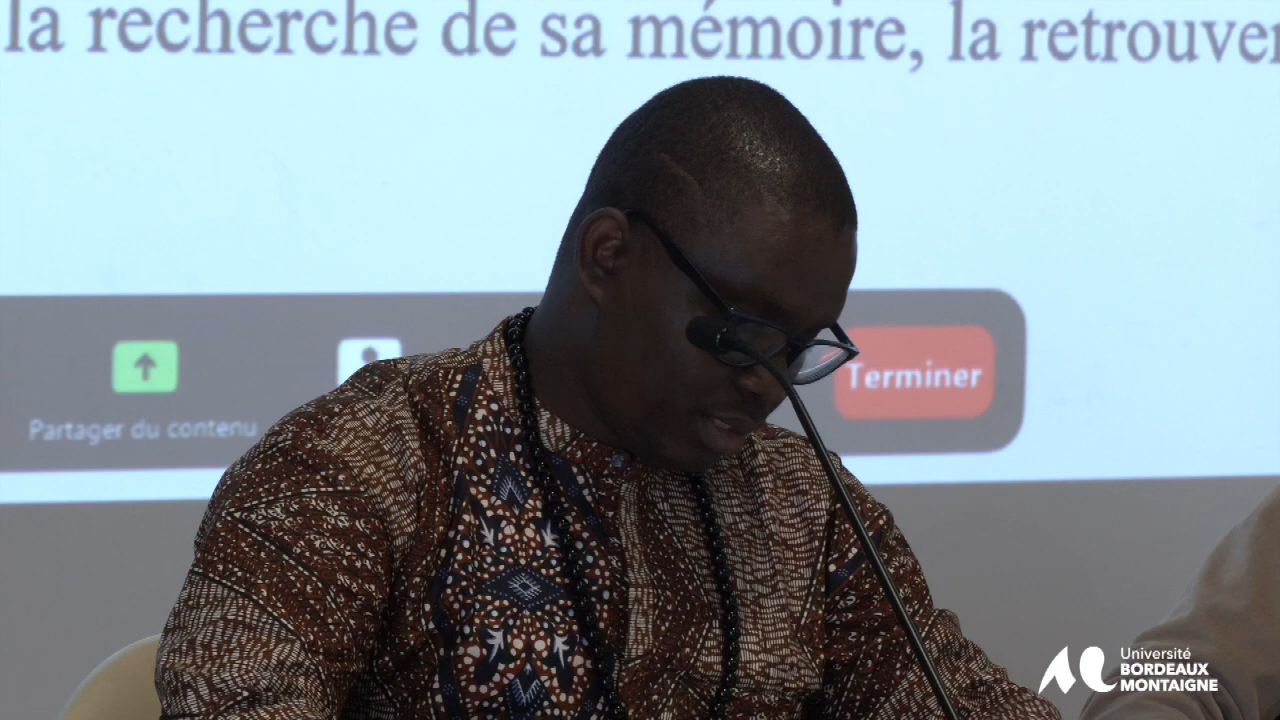 la recherche de sa mémoire, la retrouver
Partager du contenu
Terminer
Université
BORDEAUX
MONTAIGNE